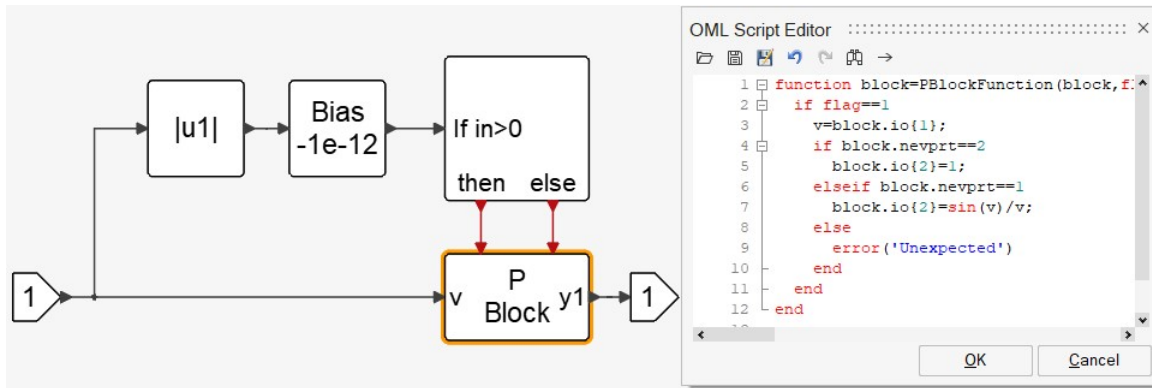 |u1|
Bias
-1e-12
If in>0
then else
1
v
P
Block
y1
1
OML Script Editor
1 function block=PBlockFunction(block,fl
2 if flag==1
3 v=block.io{1};
4 if block.nevprt==2
5 block.io{2}=1;
6 elseif block.nevprt==1
7 block.io{2}=sin(v)/v;
8 else
9 error('Unexpected')
10 end
11 end
12 end
OK Cancel